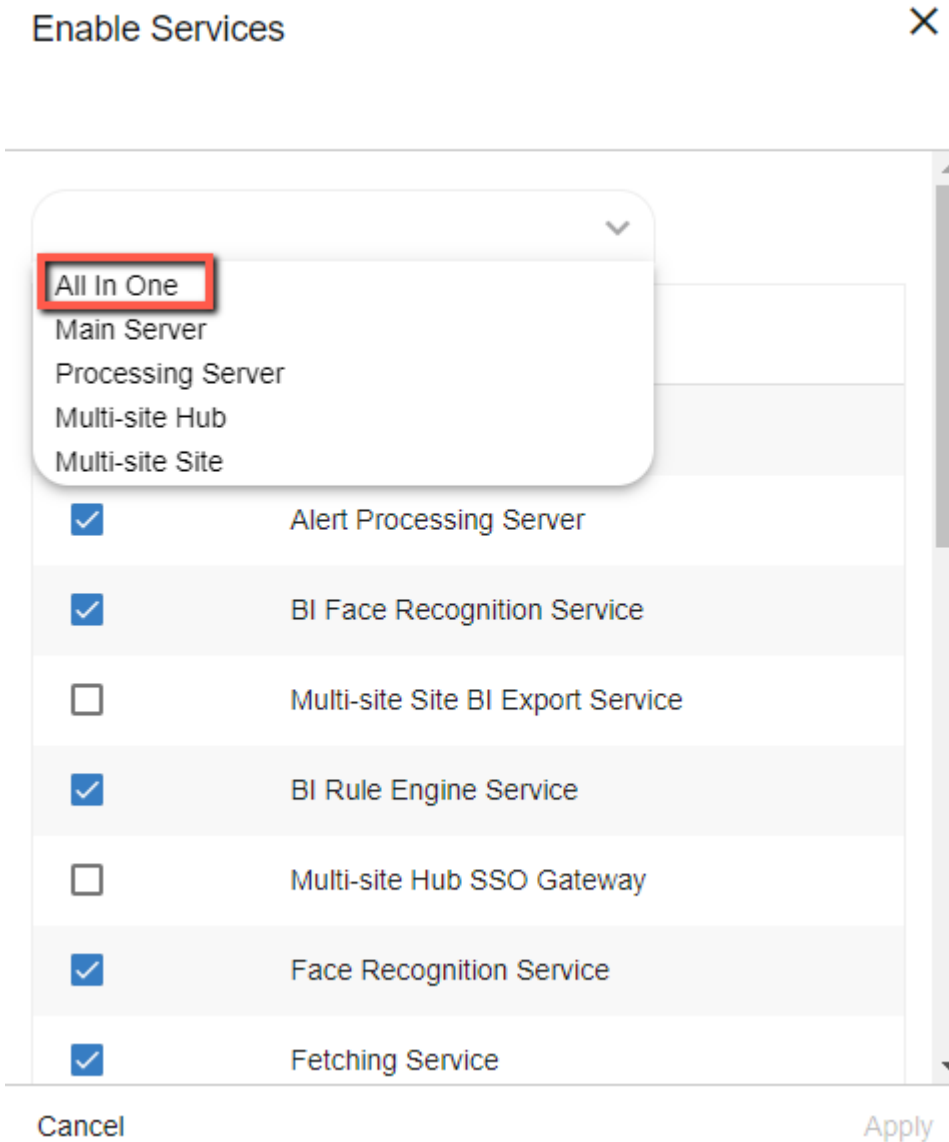 Enable Services
All In One
Main Server
Processing Server
Multi-site Hub
Multi-site Site
Alert Processing Server
BI Face Recognition Service
Multi-site Site BI Export Service
BI Rule Engine Service
Multi-site Hub SSO Gateway
Face Recognition Service
Fetching Service
Cancel
Apply